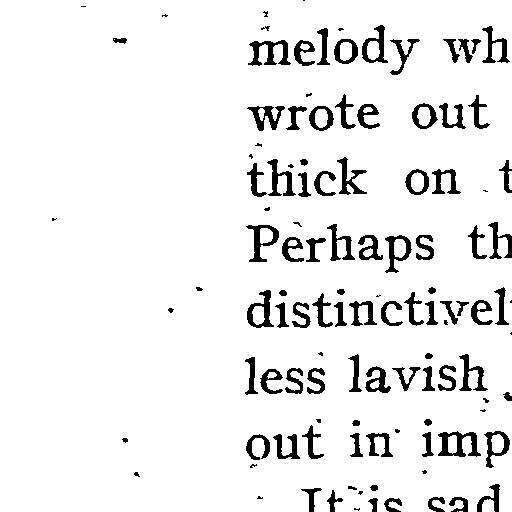 melody wh
wrote out
thick on t
Perhaps th
distinctivel
less lavish
out in imp
It is sad